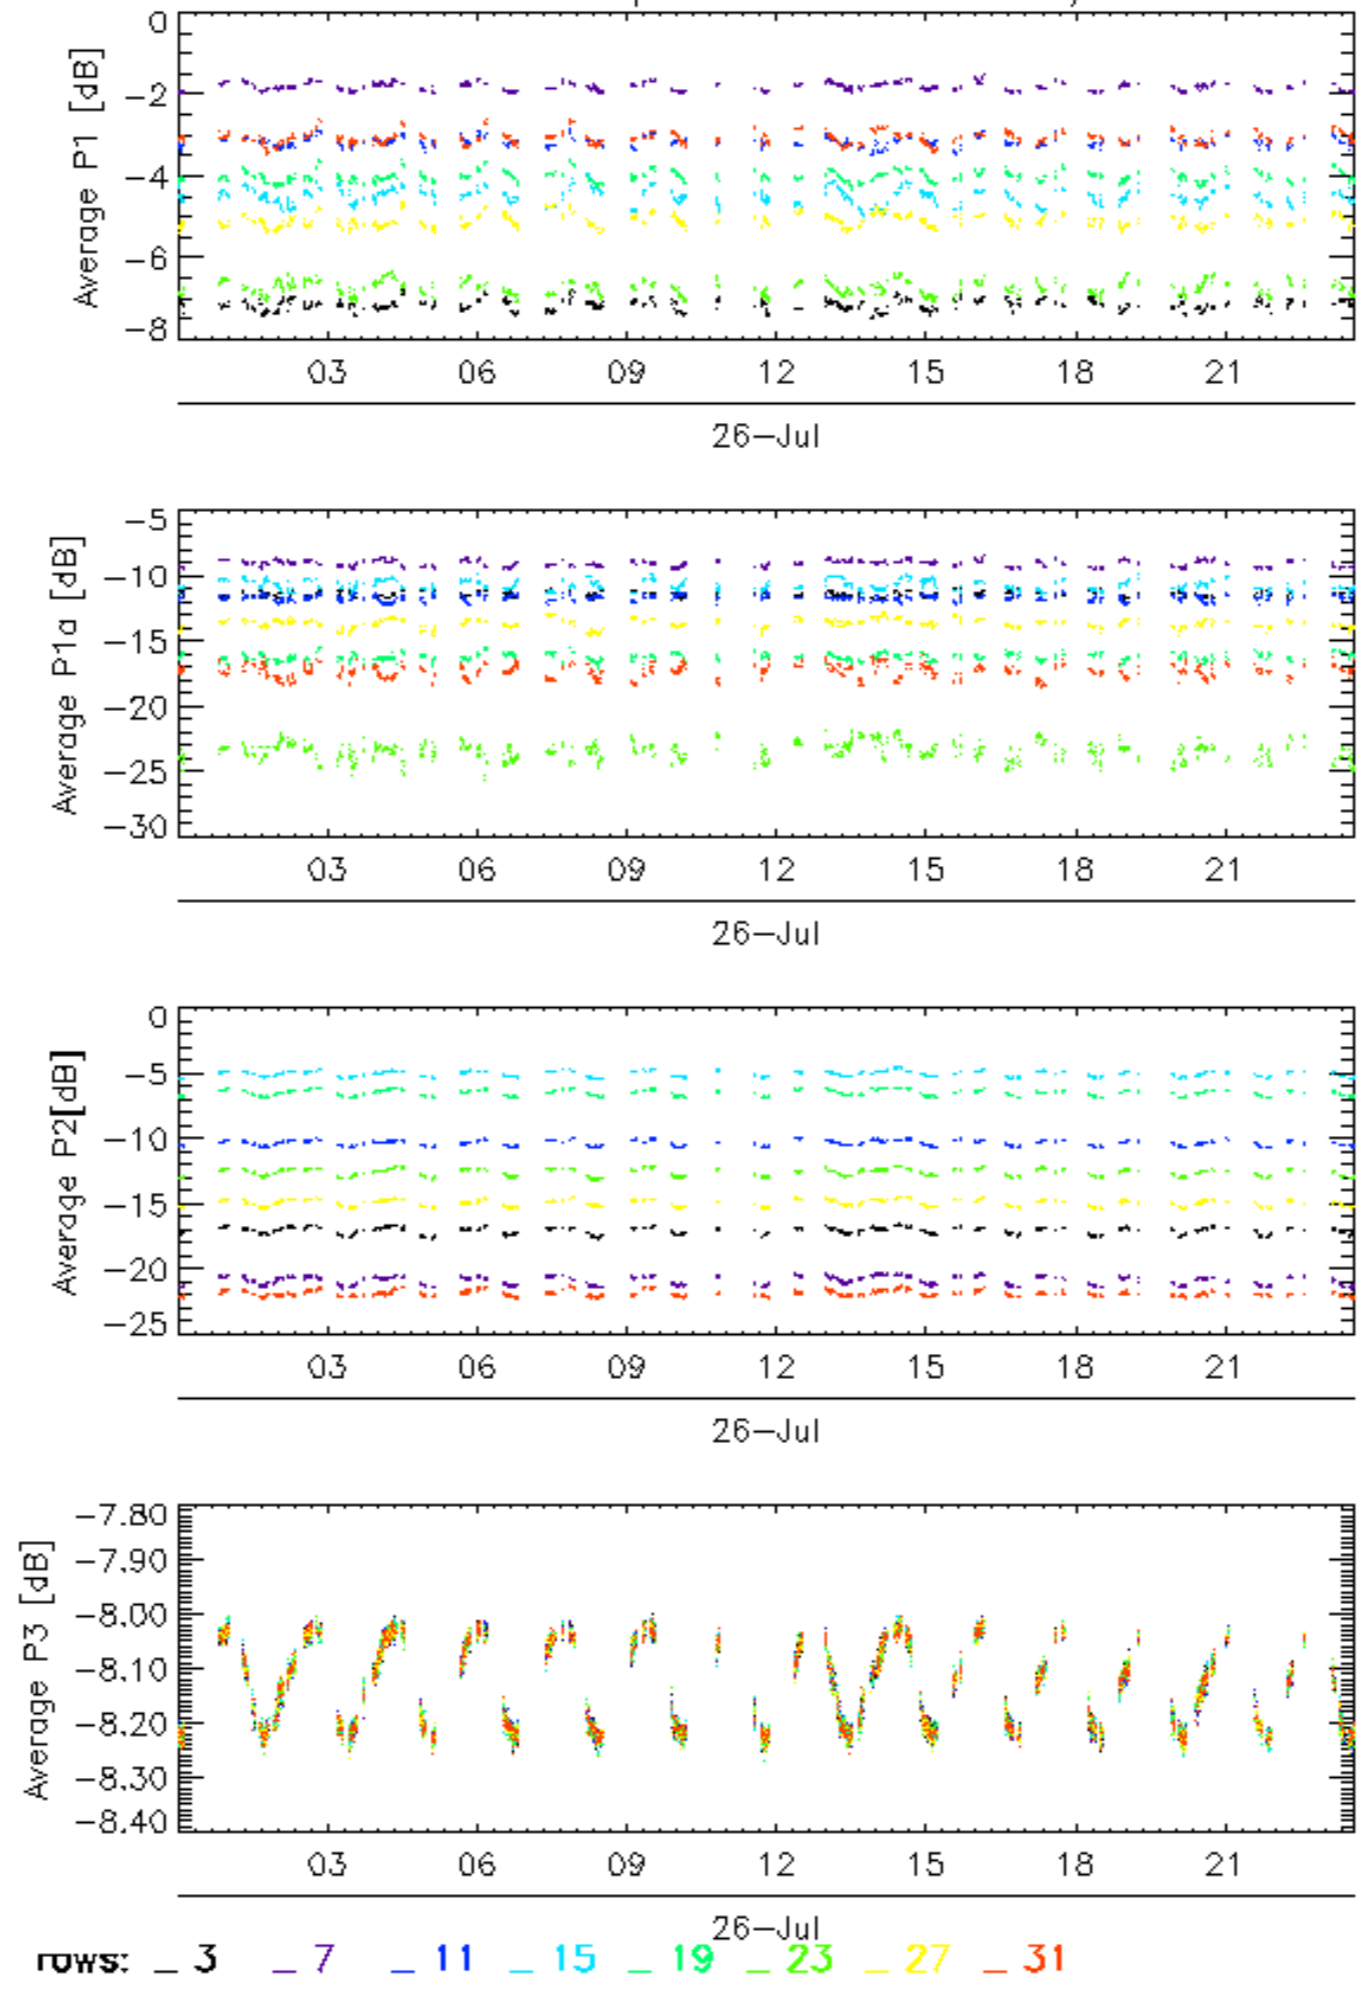 0
-2
-4
-6
-8
Average P1 [dB]
03 06 09 12 15 18 21
26-Jul
-5
-10
-15
-20
-25
-30
Average P1a [dB]
03 06 09 12 15 18 21
26-Jul
0
-5
-10
-15
-20
-25
Average P2[dB]
03 06 09 12 15 18 21
26-Jul
-7.80
-7.90
-8.00
-8.10
-8.20
-8.30
-8.40
Average P3 [dB]
03 06 09 12 15 18 21
26-Jul
rows: _ 3 _ 7 _ 11 _ 15 _ 19 _ 23 _ 27 _ 31